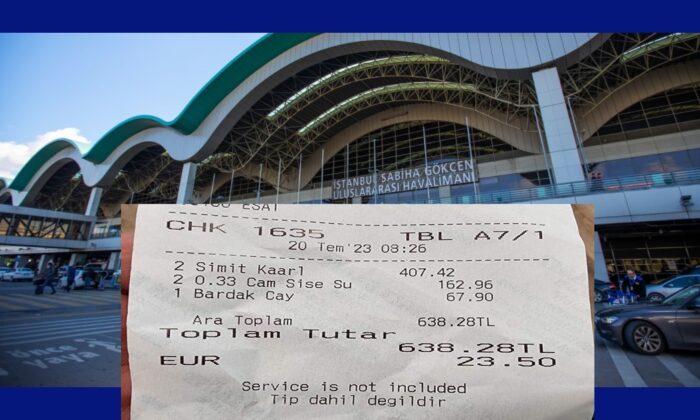 İSTANBUL SABİHA GÖKÇEN
ULUSLARARASI HAVALİMANI
ESAT
CHK 1635 TBL A7/1
20 Tem'23 08:26
2 Simit Kaarl 407.42
2 0.33 Cam Sise Su 162.96
1 Bardak Cay 67.90
Ara Toplam 638.28TL
Toplam Tutar
638.28TL
EUR 23.50
Service is not included
Tip dahil degildir